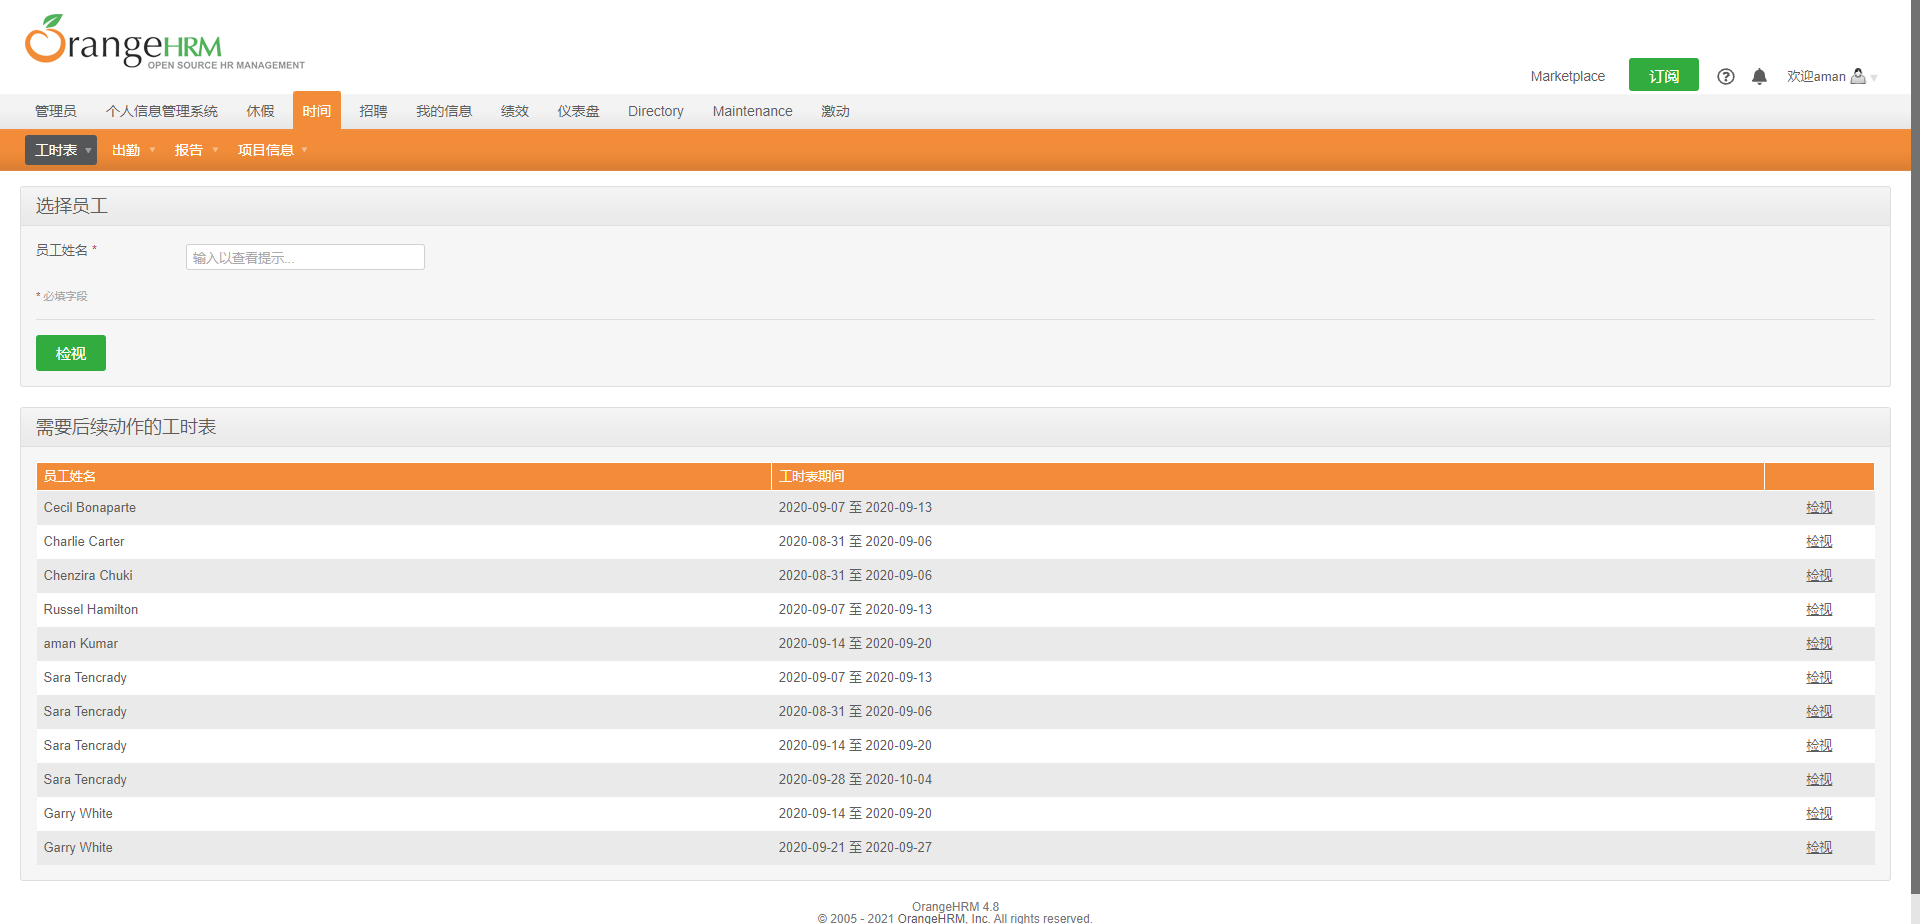 OrangeHRM
OPEN SOURCE HR MANAGEMENT
Marketplace 订阅 欢迎aman
管理员 个人信息管理系统 休假 时间 招聘 我的信息 绩效 仪表盘 Directory Maintenance 激动
工时表 出勤 报告 项目信息
选择员工
员工姓名 * 输入以查看提示...
* 必填字段
检视
需要后续动作的工时表
员工姓名 工时表期间
Cecil Bonaparte 2020-09-07 至 2020-09-13 检视
Charlie Carter 2020-08-31 至 2020-09-06 检视
Chenzira Chuki 2020-08-31 至 2020-09-06 检视
Russel Hamilton 2020-09-07 至 2020-09-13 检视
aman Kumar 2020-09-14 至 2020-09-20 检视
Sara Tencrady 2020-09-07 至 2020-09-13 检视
Sara Tencrady 2020-08-31 至 2020-09-06 检视
Sara Tencrady 2020-09-14 至 2020-09-20 检视
Sara Tencrady 2020-09-28 至 2020-10-04 检视
Garry White 2020-09-14 至 2020-09-20 检视
Garry White 2020-09-21 至 2020-09-27 检视
OrangeHRM 4.8
© 2005 - 2021 OrangeHRM, Inc. All rights reserved.